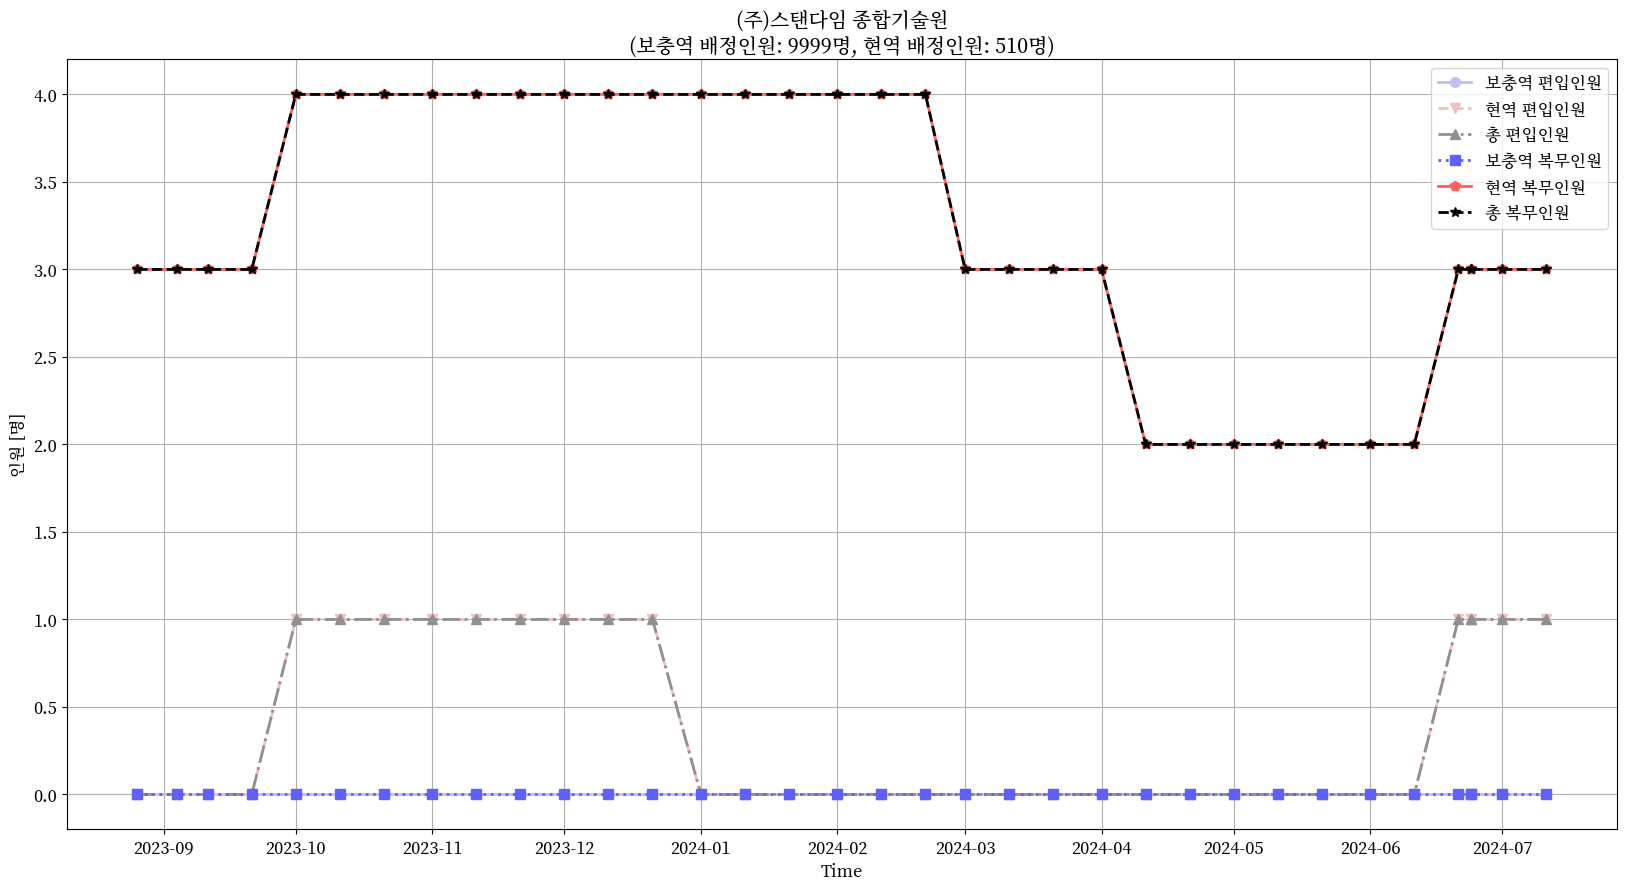 (주)스탠다임 종합기술원
(보충역 배정인원: 9999명, 현역 배정인원: 510명)
보충역 편입인원
현역 편입인원
총 편입인원
보충역 복무인원
현역 복무인원
총 복무인원
인원 [명]
4.0
3.5
3.0
2.5
2.0
1.5
1.0
0.5
0.0
2023-09 2023-10 2023-11 2023-12 2024-01 2024-02 2024-03 2024-04 2024-05 2024-06 2024-07
Time